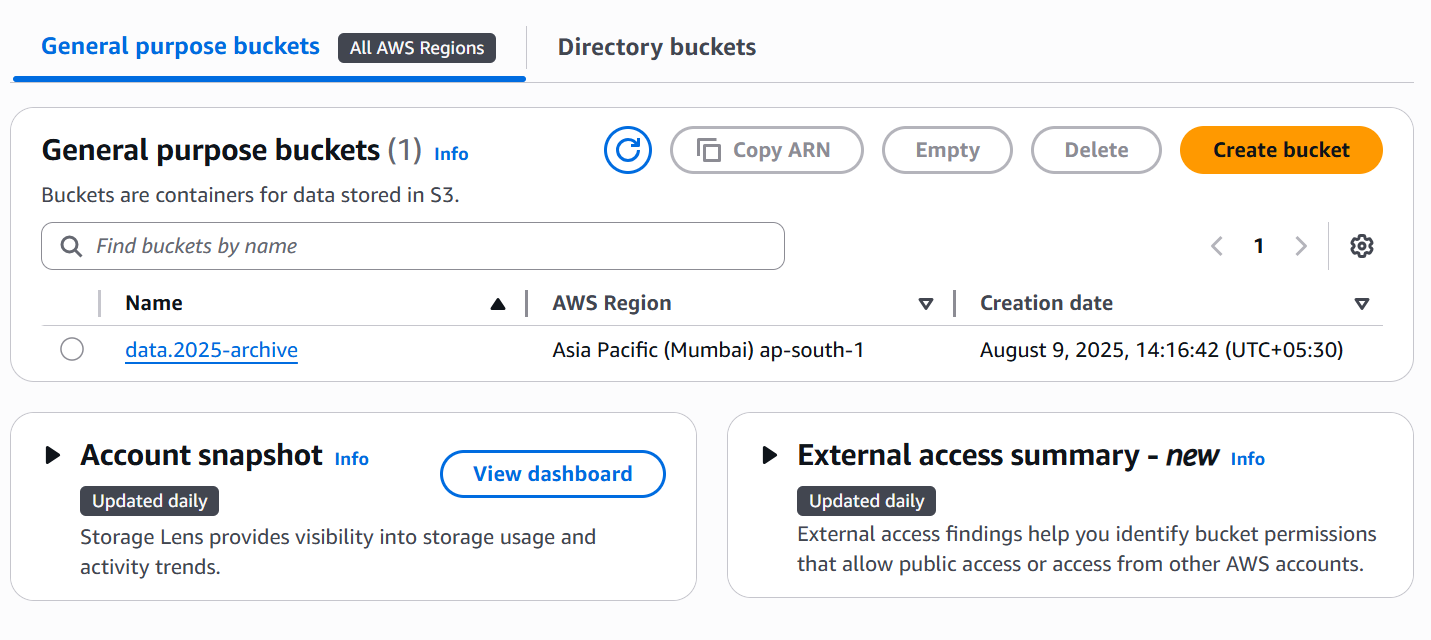 General purpose buckets All AWS Regions Directory buckets
General purpose buckets (1) Info Copy ARN Empty Delete Create bucket
Buckets are containers for data stored in S3.
Find buckets by name 1
Name AWS Region Creation date
data.2025-archive Asia Pacific (Mumbai) ap-south-1 August 9, 2025, 14:16:42 (UTC+05:30)
Account snapshot Info View dashboard
Updated daily
Storage Lens provides visibility into storage usage and
activity trends.
External access summary - new Info
Updated daily
External access findings help you identify bucket permissions
that allow public access or access from other AWS accounts.